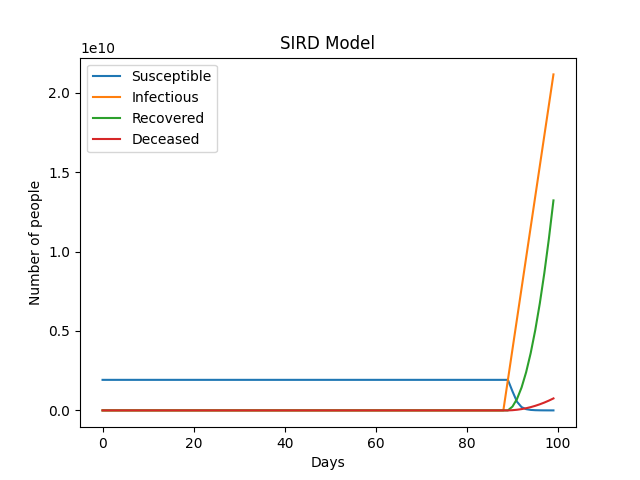 SIRD Model
1e10
Susceptible
Infectious
Recovered
Deceased
2.0
1.5
1.0
0.5
0.0
Number of people
0 20 40 60 80 100
Days